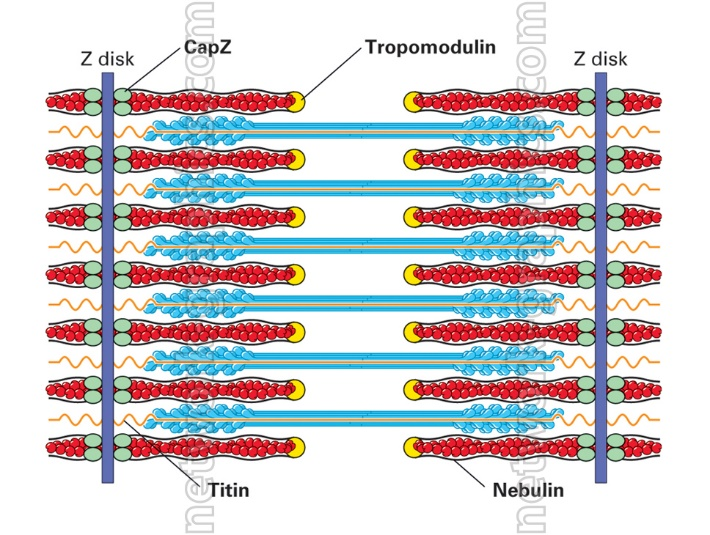 CapZ
Tropomodulin
Z disk
Z disk
Titin
Nebulin